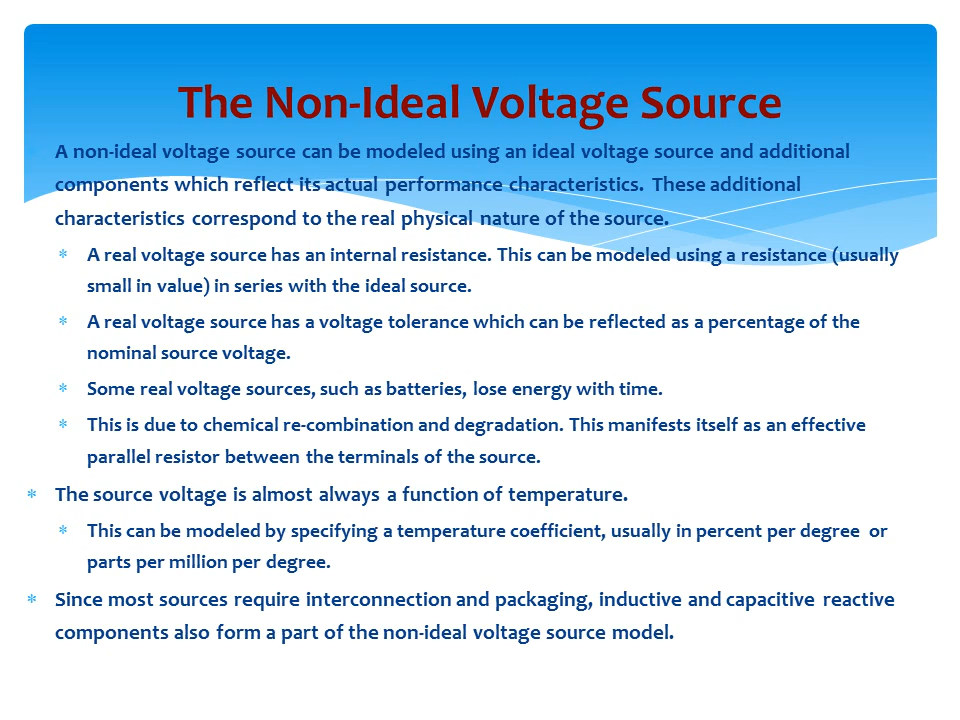 The Non-Ideal Voltage Source
A non-ideal voltage source can be modeled using an ideal voltage source and additional
components which reflect its actual performance characteristics. These additional
characteristics correspond to the real physical nature of the source.
* A real voltage source has an internal resistance. This can be modeled using a resistance (usually
small in value) in series with the ideal source.
* A real voltage source has a voltage tolerance which can be reflected as a percentage of the
nominal source voltage.
* Some real voltage sources, such as batteries, lose energy with time.
* This is due to chemical re-combination and degradation. This manifests itself as an effective
parallel resistor between the terminals of the source.
* The source voltage is almost always a function of temperature.
* This can be modeled by specifying a temperature coefficient, usually in percent per degree or
parts per million per degree.
* Since most sources require interconnection and packaging, inductive and capacitive reactive
components also form a part of the non-ideal voltage source model.